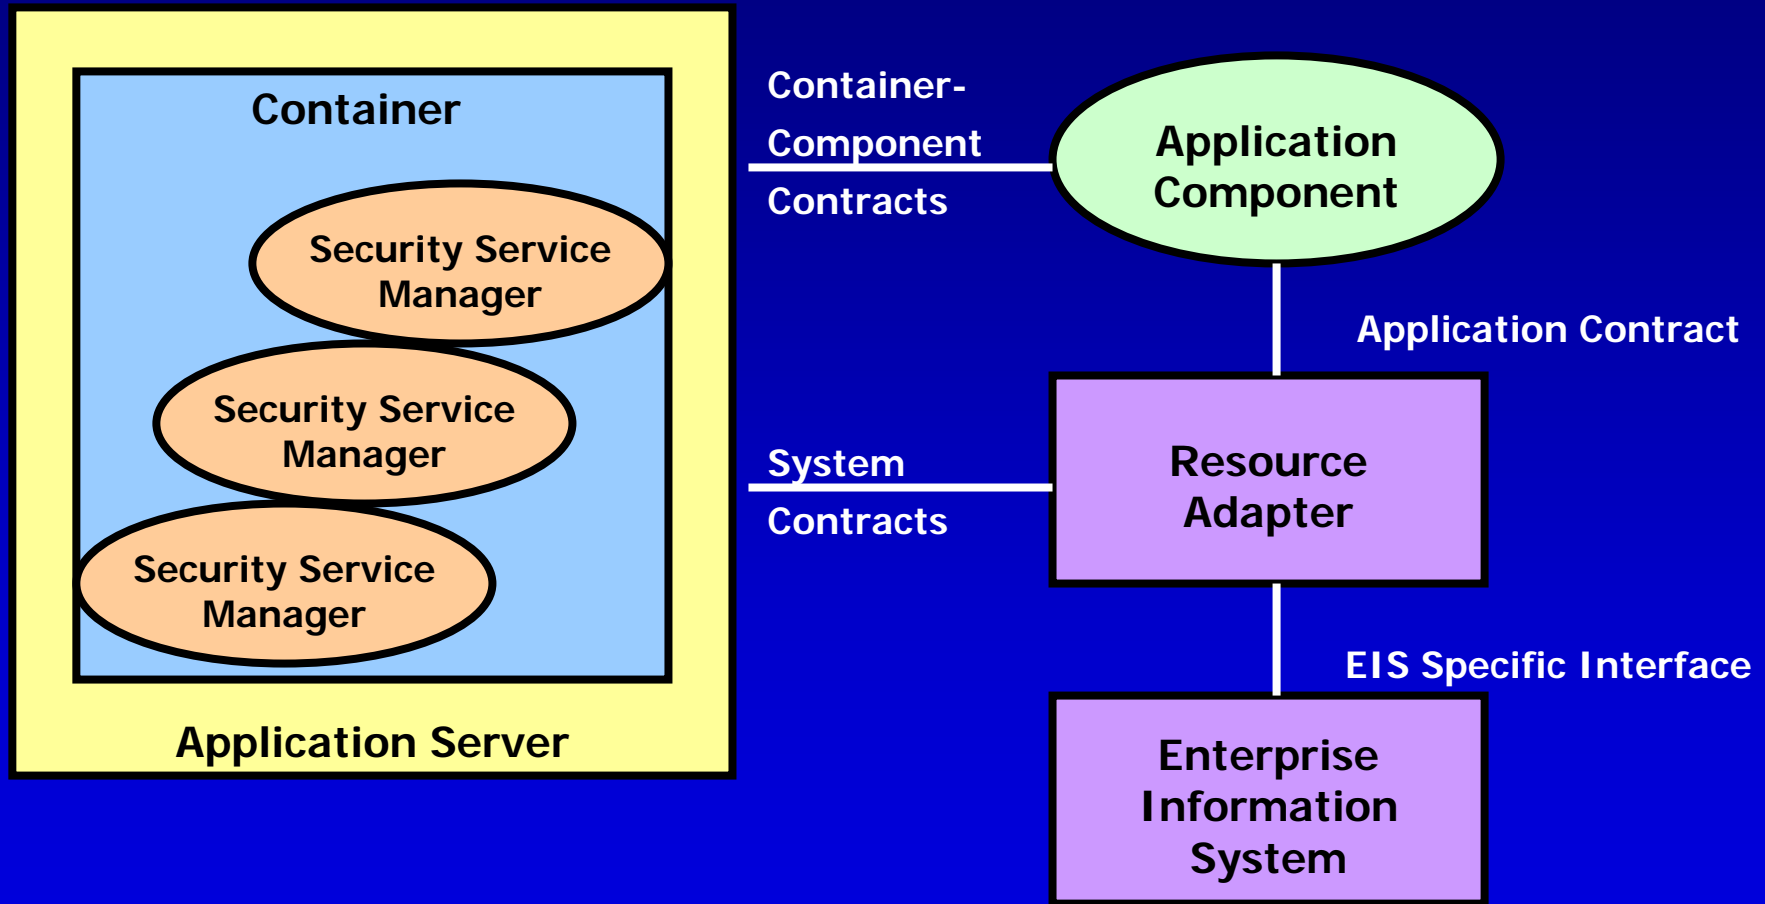 Container
Security Service
Manager
Security Service
Manager
Security Service
Manager
Application Server
Container-
Component
Contracts
System
Contracts
Application
Component
Application Contract
Resource
Adapter
EIS Specific Interface
Enterprise
Information
System